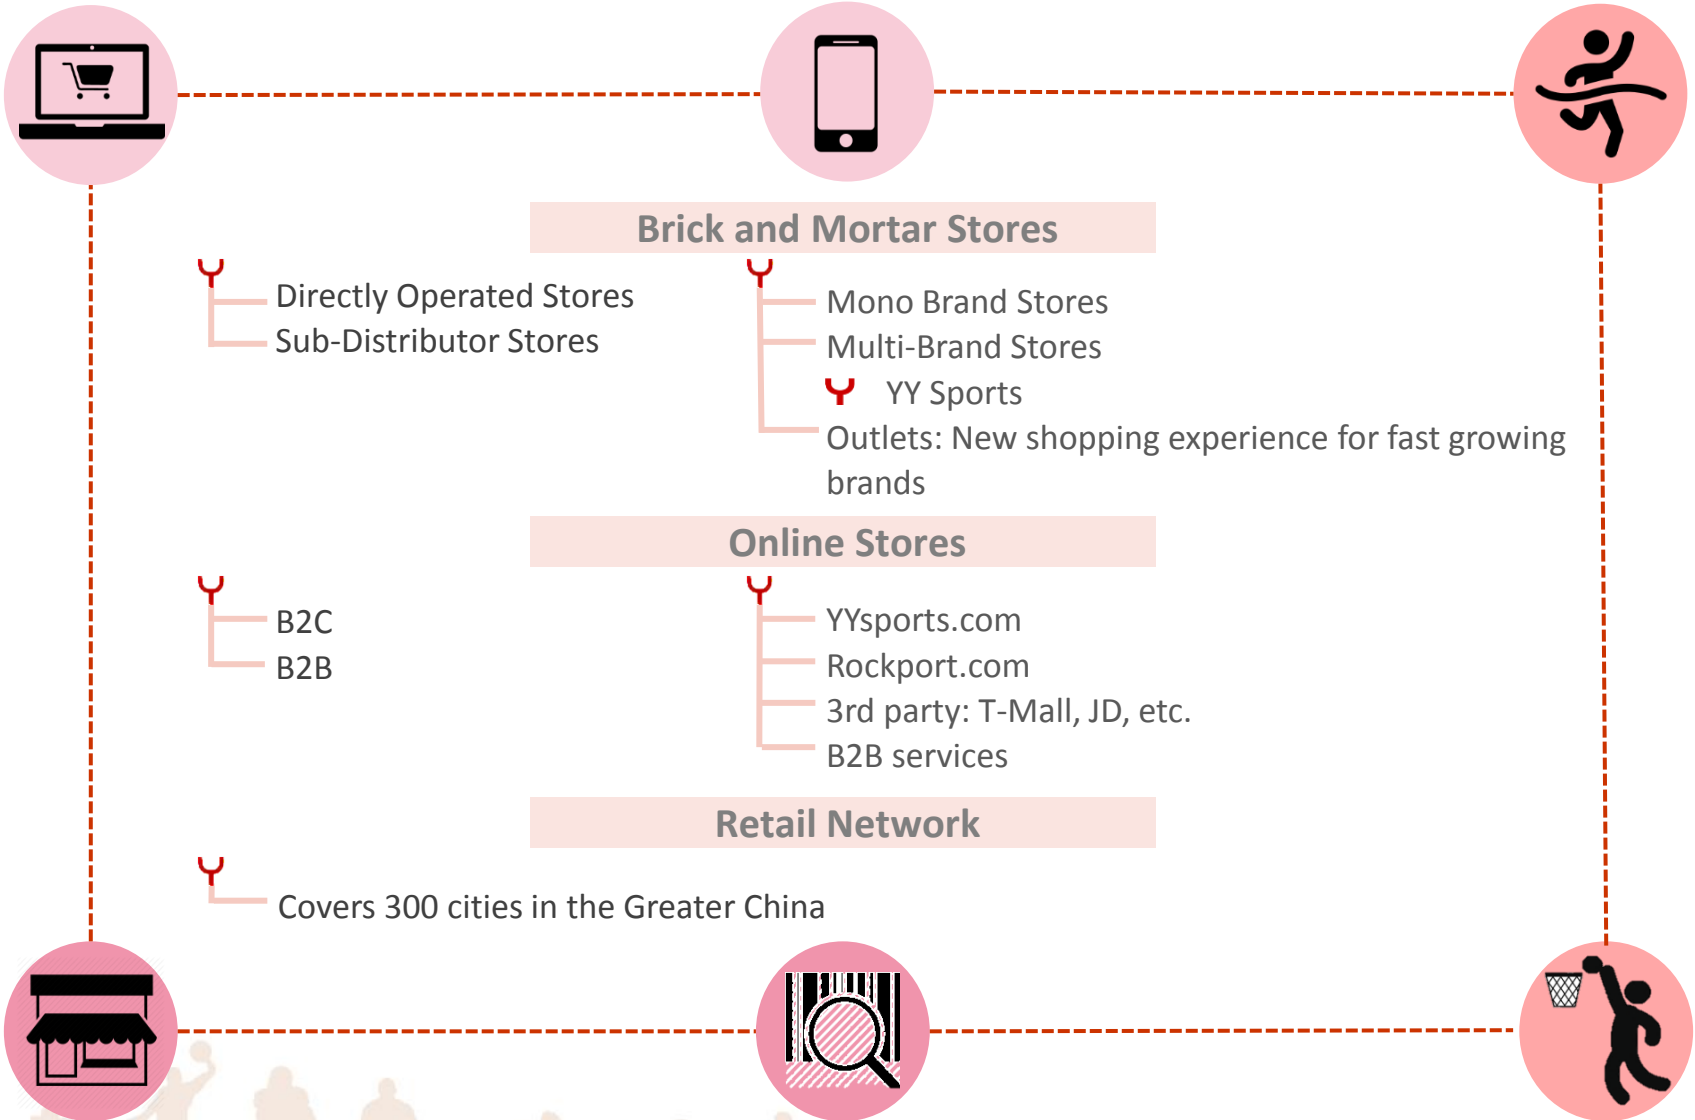 Brick and Mortar Stores
Directly Operated Stores
Sub-Distributor Stores
Mono Brand Stores
Multi-Brand Stores
YY Sports
Outlets: New shopping experience for fast growing
brands
Online Stores
B2C
B2B
YYsports.com
Rockport.com
3rd party: T-Mall, JD, etc.
B2B services
Retail Network
Covers 300 cities in the Greater China